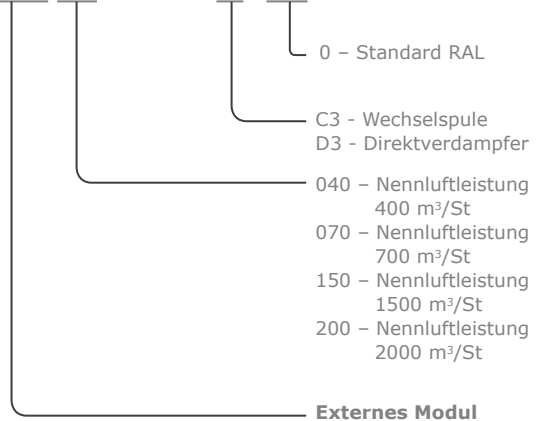 0 – Standard RAL
C3 - Wechselspule
D3 - Direktverdampfer
040 – Nennluftleistung
400 m³/St
070 – Nennluftleistung
700 m³/St
150 – Nennluftleistung
1500 m³/St
200 – Nennluftleistung
2000 m³/St
Externes Modul